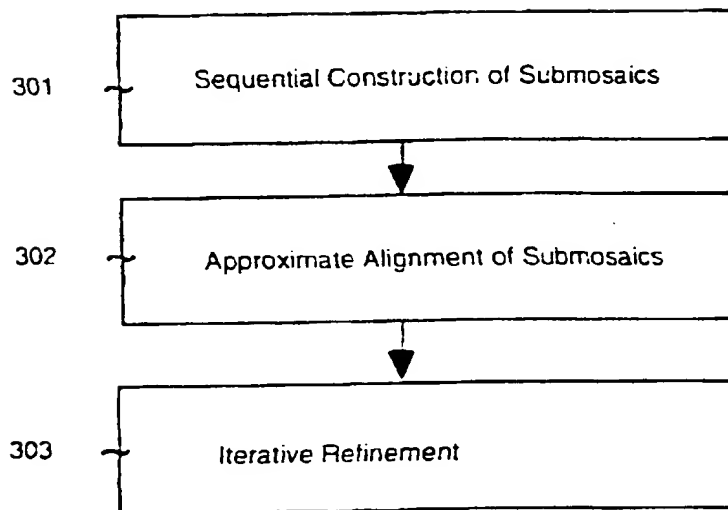 301 Sequential Construction of Submosaics
302 Approximate Alignment of Submosaics
303 Iterative Refinement